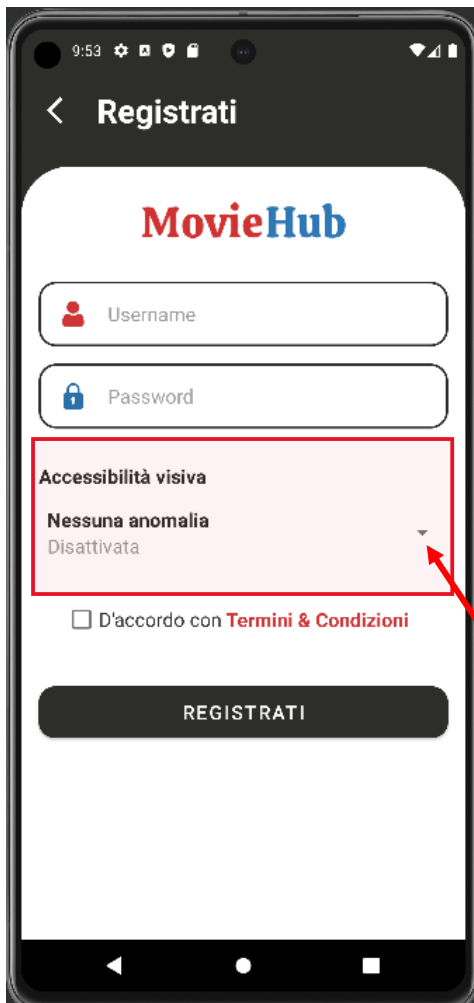 9:53
Registrati
MovieHub
Username
Password
Accessibilità visiva
Nessuna anomalia
Disattivata
D'accordo con Termini & Condizioni
REGISTRATI